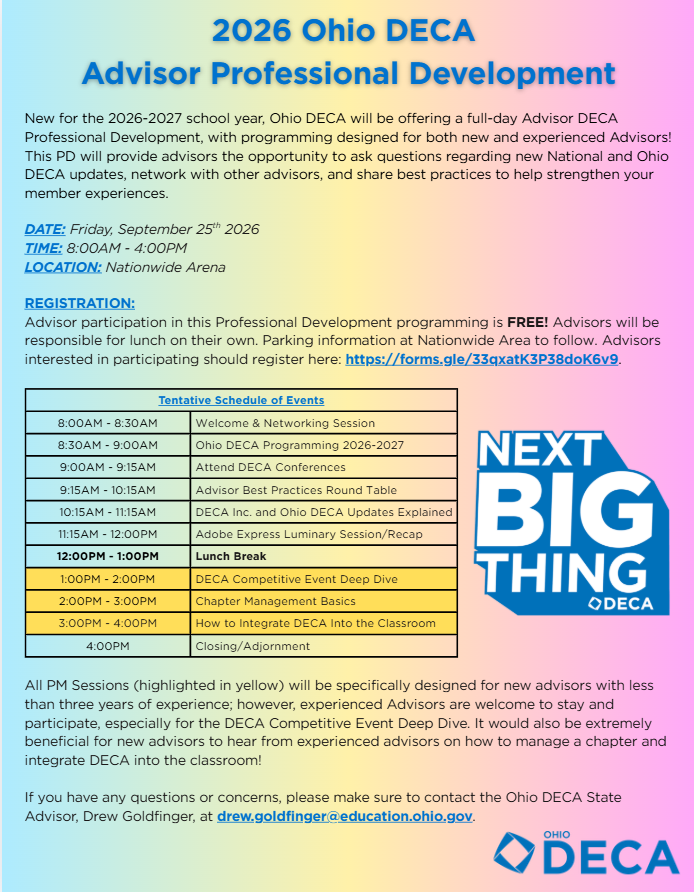 2026 Ohio DECA
Advisor Professional Development
New for the 2026-2027 school year, Ohio DECA will be offering a full-day Advisor DECA
Professional Development, with programming designed for both new and experienced Advisors!
This PD will provide advisors the opportunity to ask questions regarding new National and Ohio
DECA updates, network with other advisors, and share best practices to help strengthen your
member experiences.
DATE: Friday, September 25th 2026
TIME: 8:00AM - 4:00PM
LOCATION: Nationwide Arena
REGISTRATION:
Advisor participation in this Professional Development programming is FREE! Advisors will be
responsible for lunch on their own. Parking information at Nationwide Arena to follow. Advisors
interested in participating should register here: https://forms.gle/33qxatK3P38doK6v9.
Tentative Schedule of Events
8:00AM - 8:30AM Welcome & Networking Session
8:30AM - 9:00AM Ohio DECA Programming 2026-2027
9:00AM - 9:15AM Attend DECA Conferences
9:15AM - 10:15AM Advisor Best Practices Round Table
10:15AM - 11:15AM DECA Inc. and Ohio DECA Updates Explained
11:15AM - 12:00PM Adobe Express Luminary Session/Recap
12:00PM - 1:00PM Lunch Break
1:00PM - 2:00PM DECA Competitive Event Deep Dive
2:00PM - 3:00PM Chapter Management Basics
3:00PM - 4:00PM How to Integrate DECA Into the Classroom
4:00PM Closing/Adjornment
NEXT
BIG
THING
DECA
All PM Sessions (highlighted in yellow) will be specifically designed for new advisors with less
than three years of experience; however, experienced Advisors are welcome to stay and
participate, especially for the DECA Competitive Event Deep Dive. It would also be extremely
beneficial for new advisors to hear from experienced advisors on how to manage a chapter and
integrate DECA into the classroom!
If you have any questions or concerns, please make sure to contact the Ohio DECA State
Advisor, Drew Goldfinger, at drew.goldfinger@education.ohio.gov.
OHIO
DECA